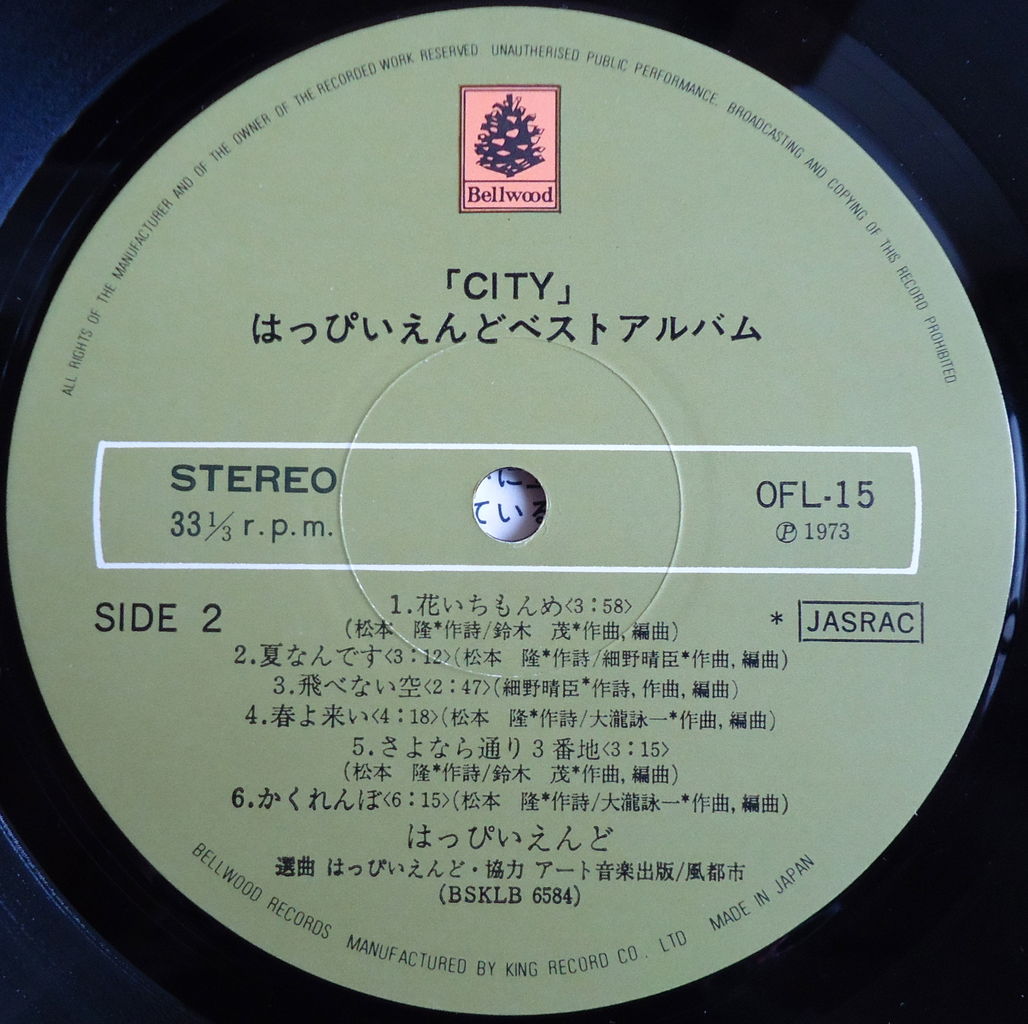 ALL RIGHTS OF THE MANUFACTURER AND OF THE OWNER OF THE RECORDED WORK RESERVED UNAUTHERISED PUBLIC PERFORMANCE. BROADCASTING AND COPYING OF THIS RECORD PROHIBITED
Bellwood
「CITY」
はっぴいえんどベストアルバム
STEREO
33 1/3 r.p.m.
OFL-15
Ⓟ 1973
に
ている
SIDE 2
* JASRAC
1.花いちもんめ<3:58>
(松本 隆*作詩/鈴木 茂*作曲,編曲)
2.夏なんです<3:12>(松本 隆*作詩/細野晴臣*作曲,編曲)
3.飛べない空<2:47>(細野晴臣*作詩,作曲,編曲)
4.春よ来い<4:18>(松本 隆*作詩/大瀧詠一*作曲,編曲)
5.さよなら通り3番地<3:15>
(松本 隆*作詩/鈴木 茂*作曲,編曲)
6.かくれんぼ<6:15>(松本 隆*作詩/大瀧詠一*作曲,編曲)
はっぴいえんど
選曲 はっぴいえんど・協力 アート音楽出版/風都市
(BSKLB 6584)
BELLWOOD RECORDS MANUFACTURED BY KING RECORD CO., LTD MADE IN JAPAN